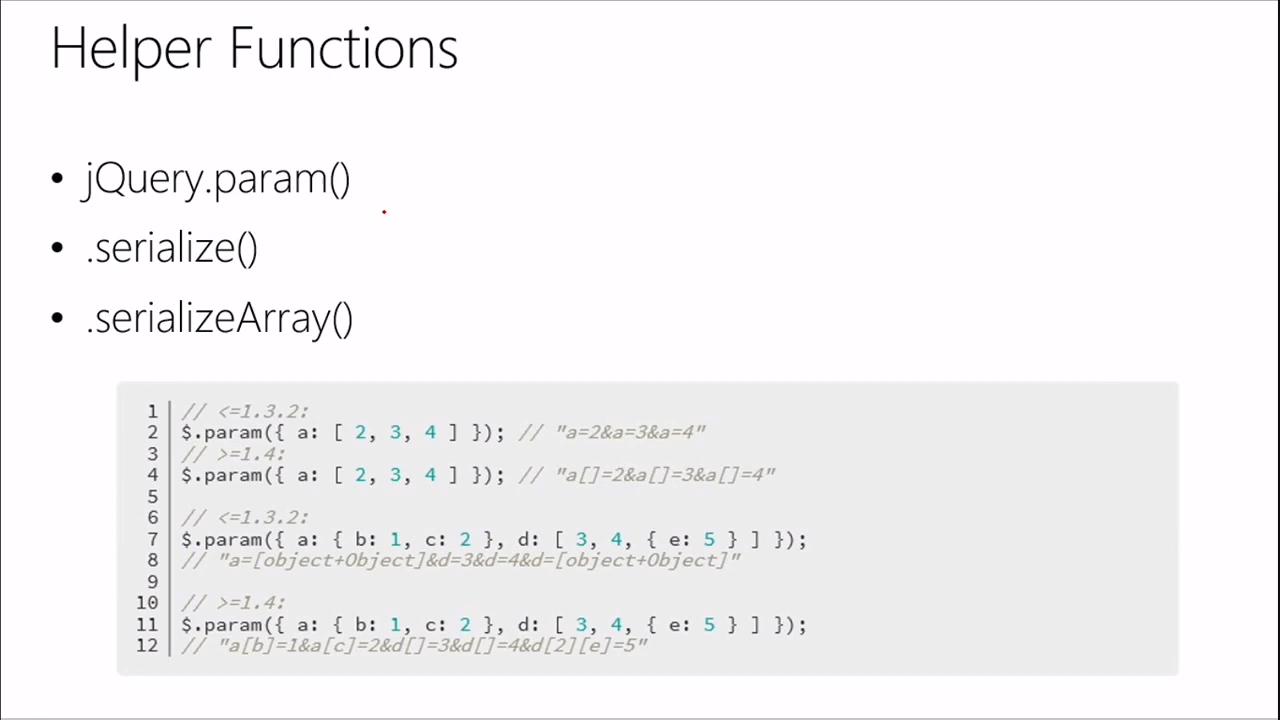 Helper Functions
• jQuery.param()
• .serialize()
• .serializeArray()
1 // <=1.3.2:
2 $.param({ a: [ 2, 3, 4 ] }); // "a=2&a=3&a=4"
3 // >=1.4:
4 $.param({ a: [ 2, 3, 4 ] }); // "a[]=2&a[]=3&a[]=4"
5
6 // <=1.3.2:
7 $.param({ a: { b: 1, c: 2 }, d: [ 3, 4, { e: 5 } ] });
8 // "a=[object+Object]&d=3&d=4&d=[object+Object]"
9
10 // >=1.4:
11 $.param({ a: { b: 1, c: 2 }, d: [ 3, 4, { e: 5 } ] });
12 // "a[b]=1&a[c]=2&d[]=3&d[]=4&d[2][e]=5"